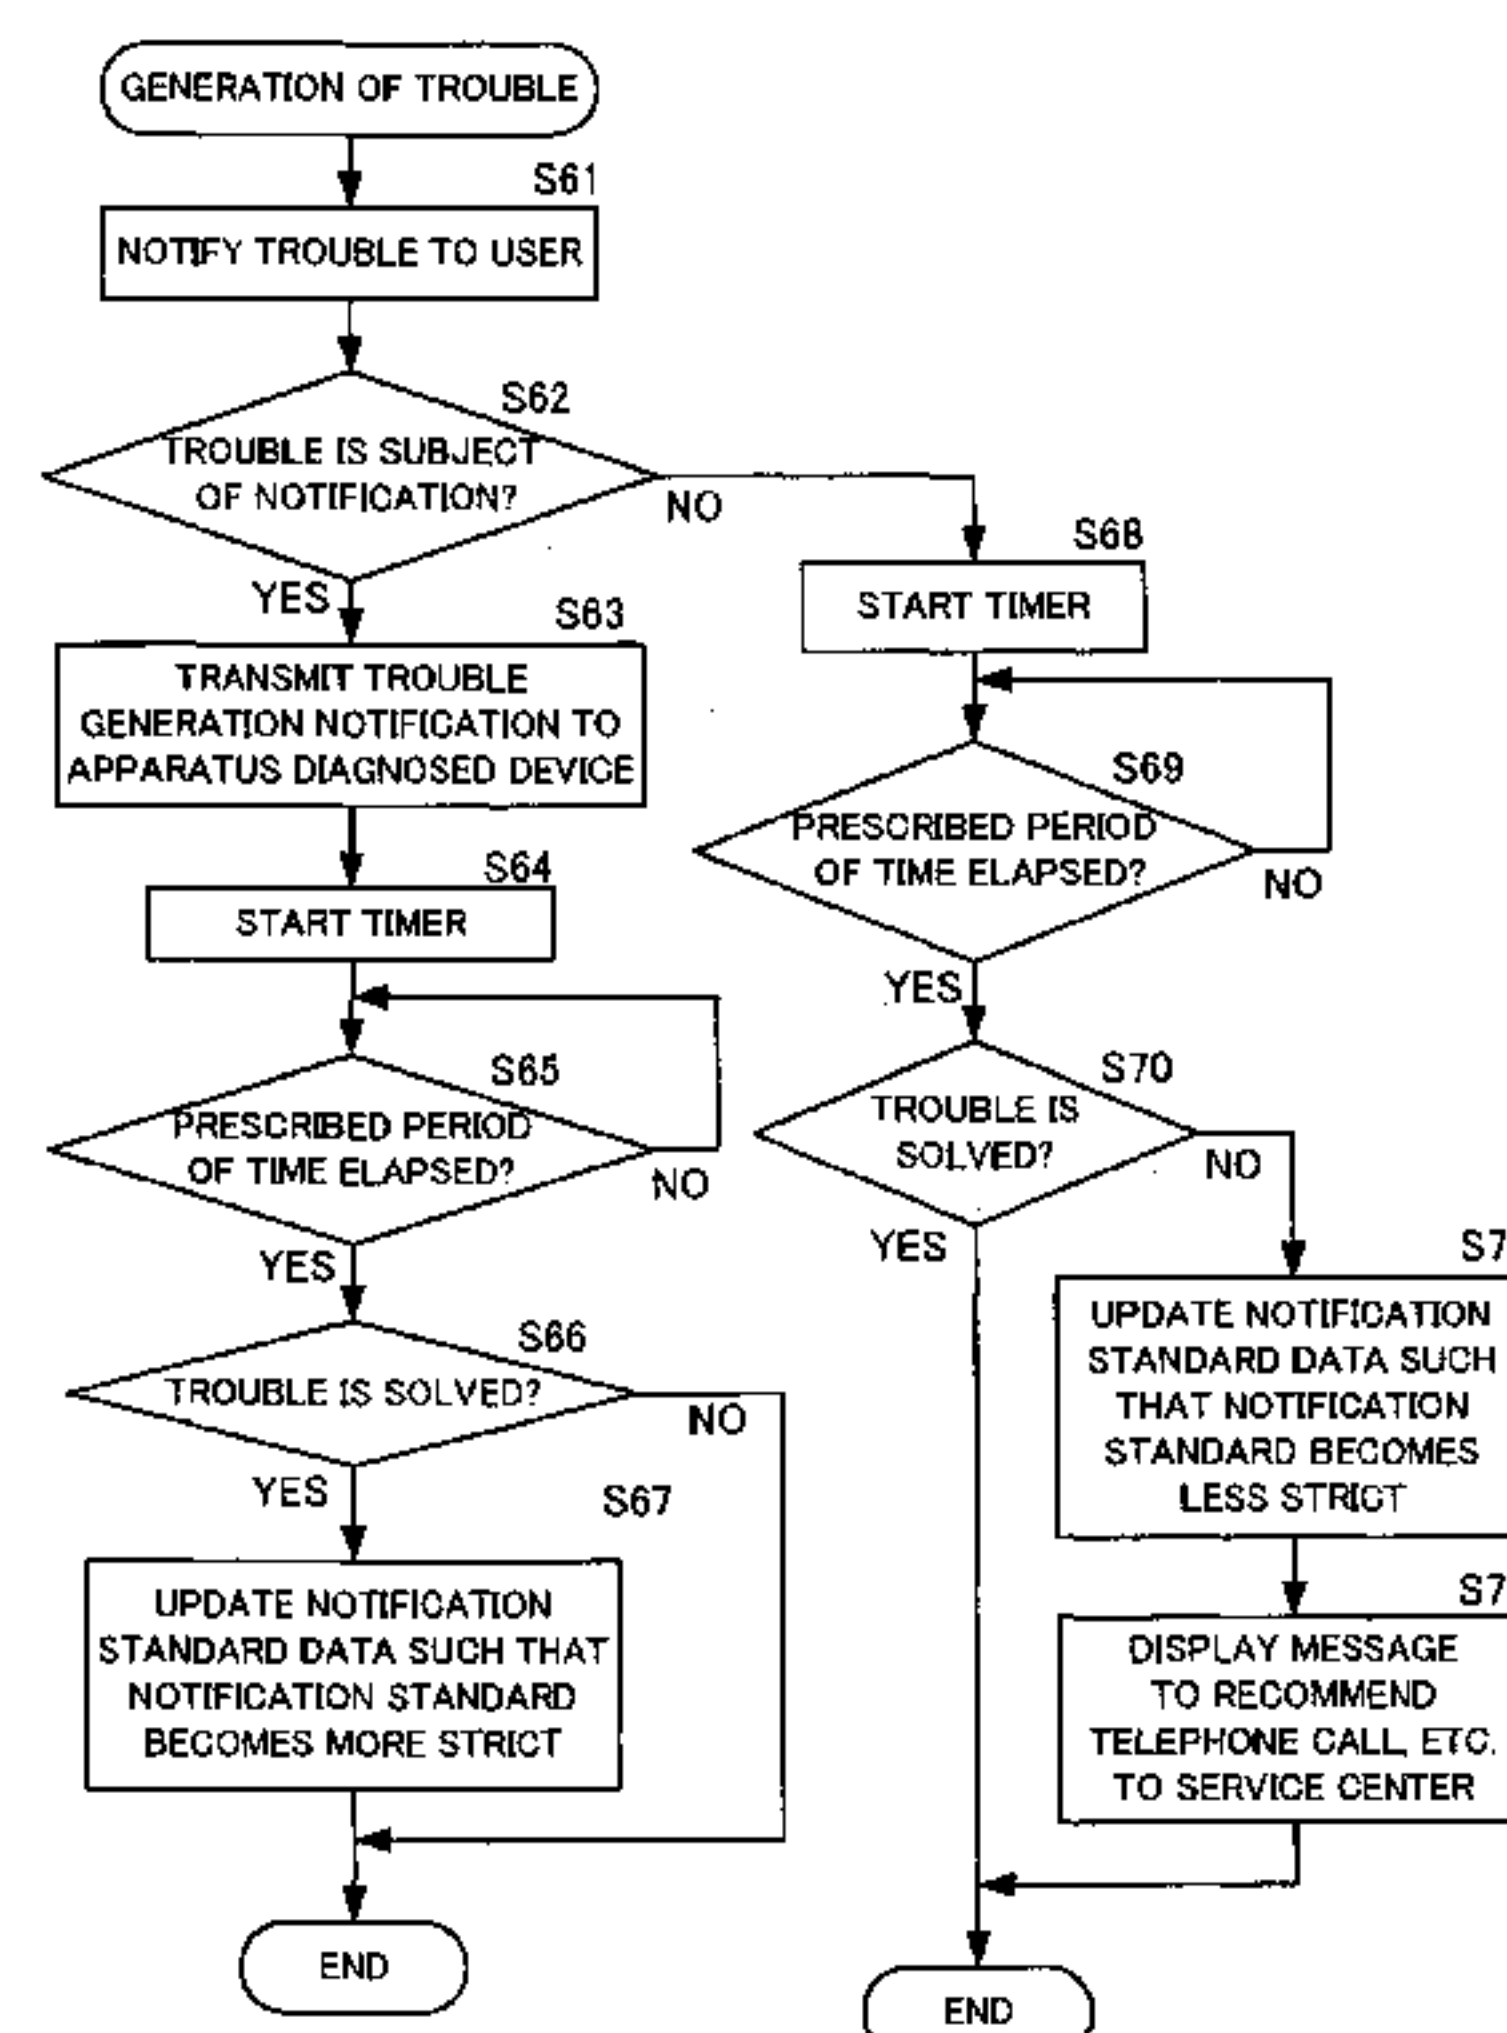 GENERATION OF TROUBLE
S61
NOTIFY TROUBLE TO USER
S62
TROUBLE IS SUBJECT
OF NOTIFICATION?
NO
YES
S63
TRANSMIT TROUBLE
GENERATION NOTIFICATION TO
APPARATUS DIAGNOSED DEVICE
S64
START TIMER
S65
PRESCRIBED PERIOD
OF TIME ELAPSED?
NO
YES
S66
TROUBLE IS SOLVED?
NO
YES
S67
UPDATE NOTIFICATION
STANDARD DATA SUCH THAT
NOTIFICATION STANDARD
BECOMES MORE STRICT
END
S68
START TIMER
S69
PRESCRIBED PERIOD
OF TIME ELAPSED?
NO
YES
S70
TROUBLE IS
SOLVED?
NO
YES
S7
UPDATE NOTIFICATION
STANDARD DATA SUCH
THAT NOTIFICATION
STANDARD BECOMES
LESS STRICT
S7
DISPLAY MESSAGE
TO RECOMMEND
TELEPHONE CALL, ETC.
TO SERVICE CENTER
END